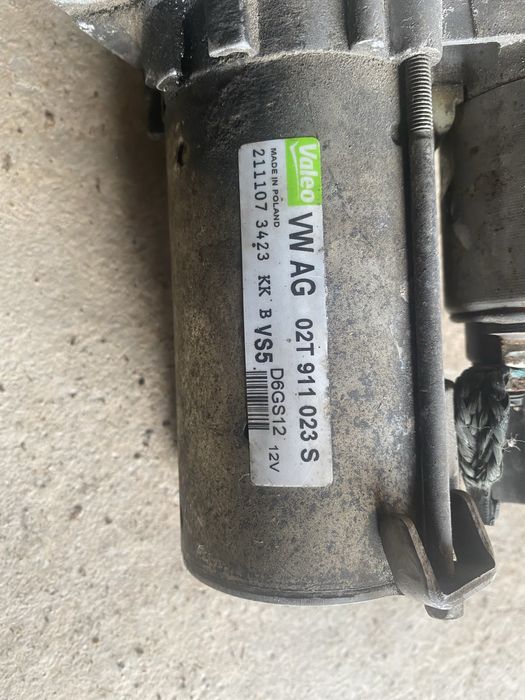 Valeo VW AG 02T 911 023 S
MADE IN POLAND
211107 3423 KK B VS5 D6GS12 12V